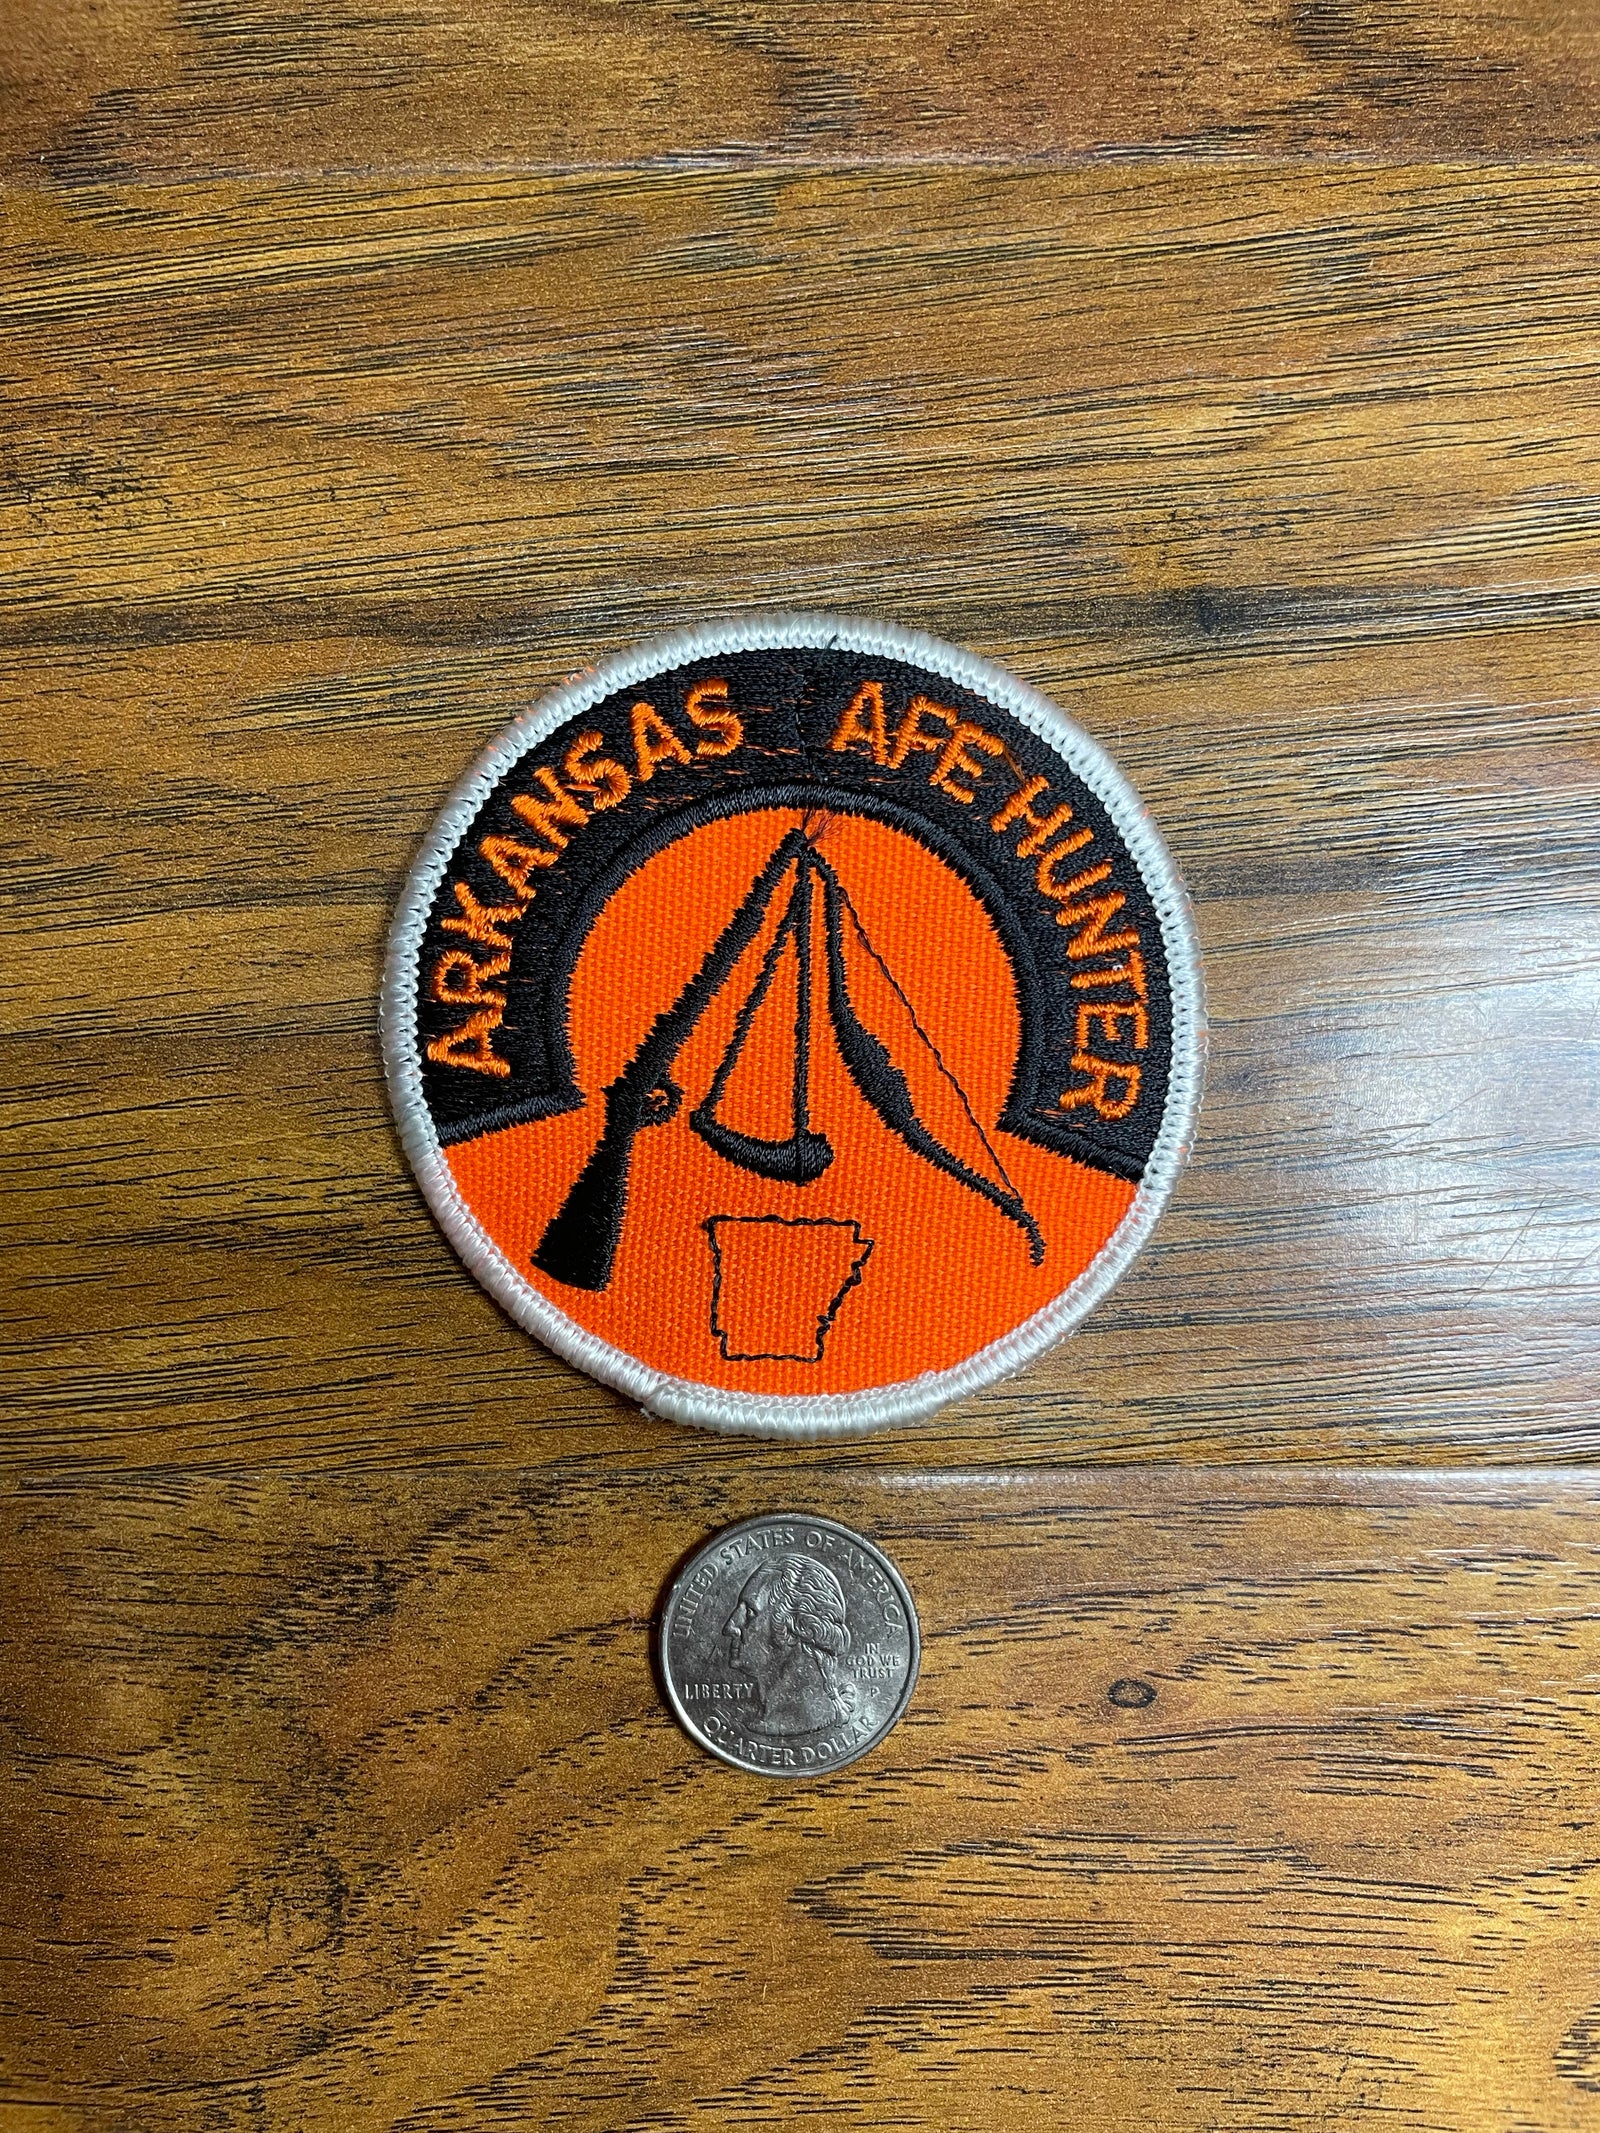 ARKANSAS AFE HUNTER
UNITED STATES OF AMERICA
IN
GOD WE
TRUST
LIBERTY
P
QUARTER DOLLAR